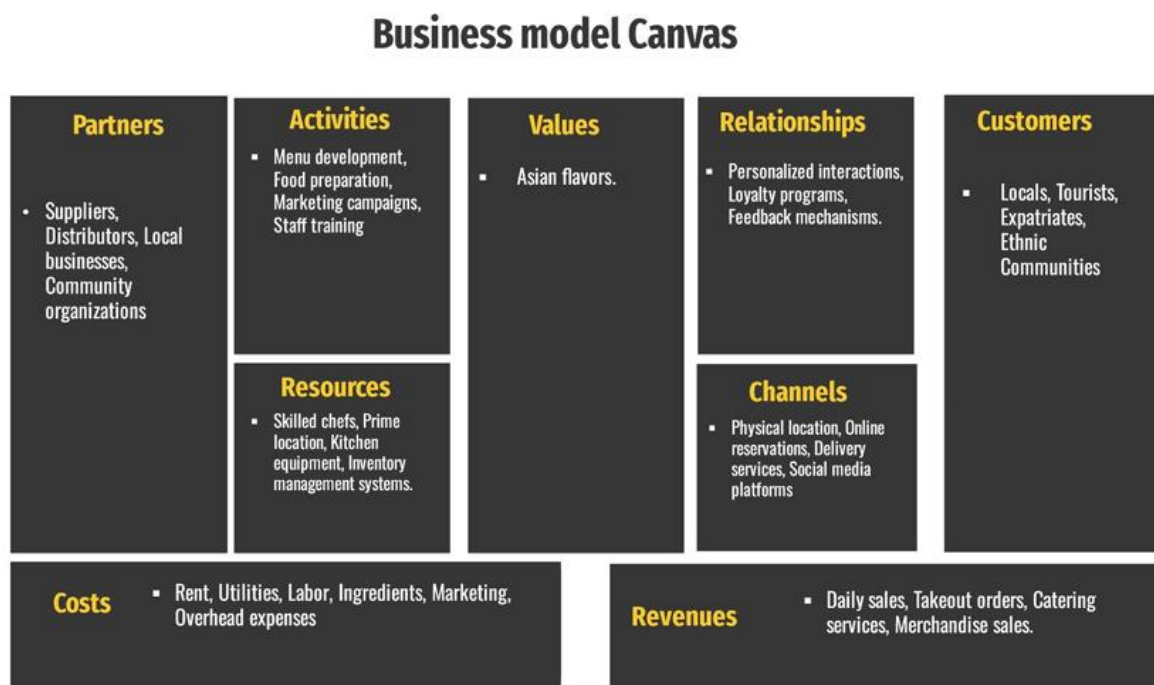 Business model Canvas
Partners
• Suppliers,
Distributors, Local
businesses,
Community
organizations
Activities
▪ Menu development,
Food preparation,
Marketing campaigns,
Staff training
Resources
▪ Skilled chefs, Prime
location, Kitchen
equipment, Inventory
management systems.
Values
▪ Asian flavors.
Relationships
▪ Personalized interactions,
Loyalty programs,
Feedback mechanisms.
Channels
▪ Physical location, Online
reservations, Delivery
services, Social media
platforms
Customers
▪ Locals, Tourists,
Expatriates,
Ethnic
Communities
Costs
▪ Rent, Utilities, Labor, Ingredients, Marketing,
Overhead expenses
Revenues
▪ Daily sales, Takeout orders, Catering
services, Merchandise sales.